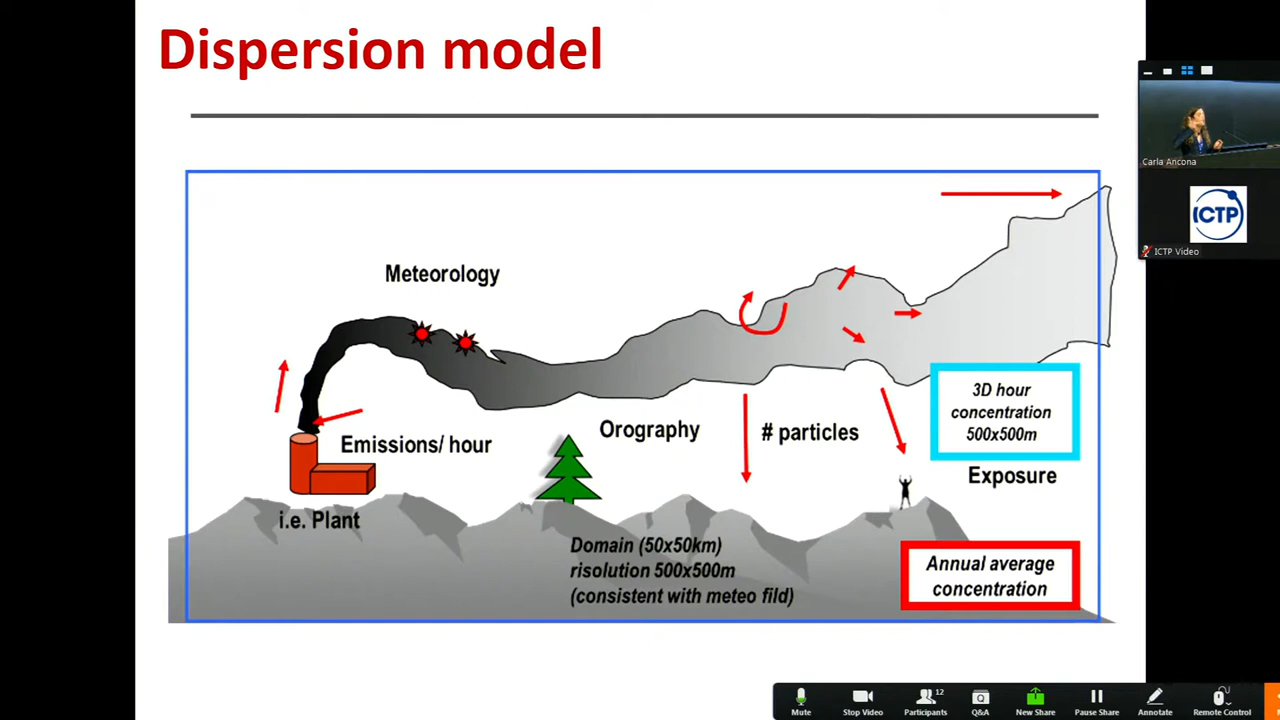 Dispersion model
Meteorology
Emissions/ hour
i.e. Plant
Orography
# particles
3D hour
concentration
500x500m
Exposure
Domain (50x50km)
risolution 500x500m
(consistent with meteo fild)
Annual average
concentration
Carla Ancona
ICTP
ICTP Video
Mute
Stop Video
Participants
12
Q&A
New Share
Pause Share
Annotate
Remote Control